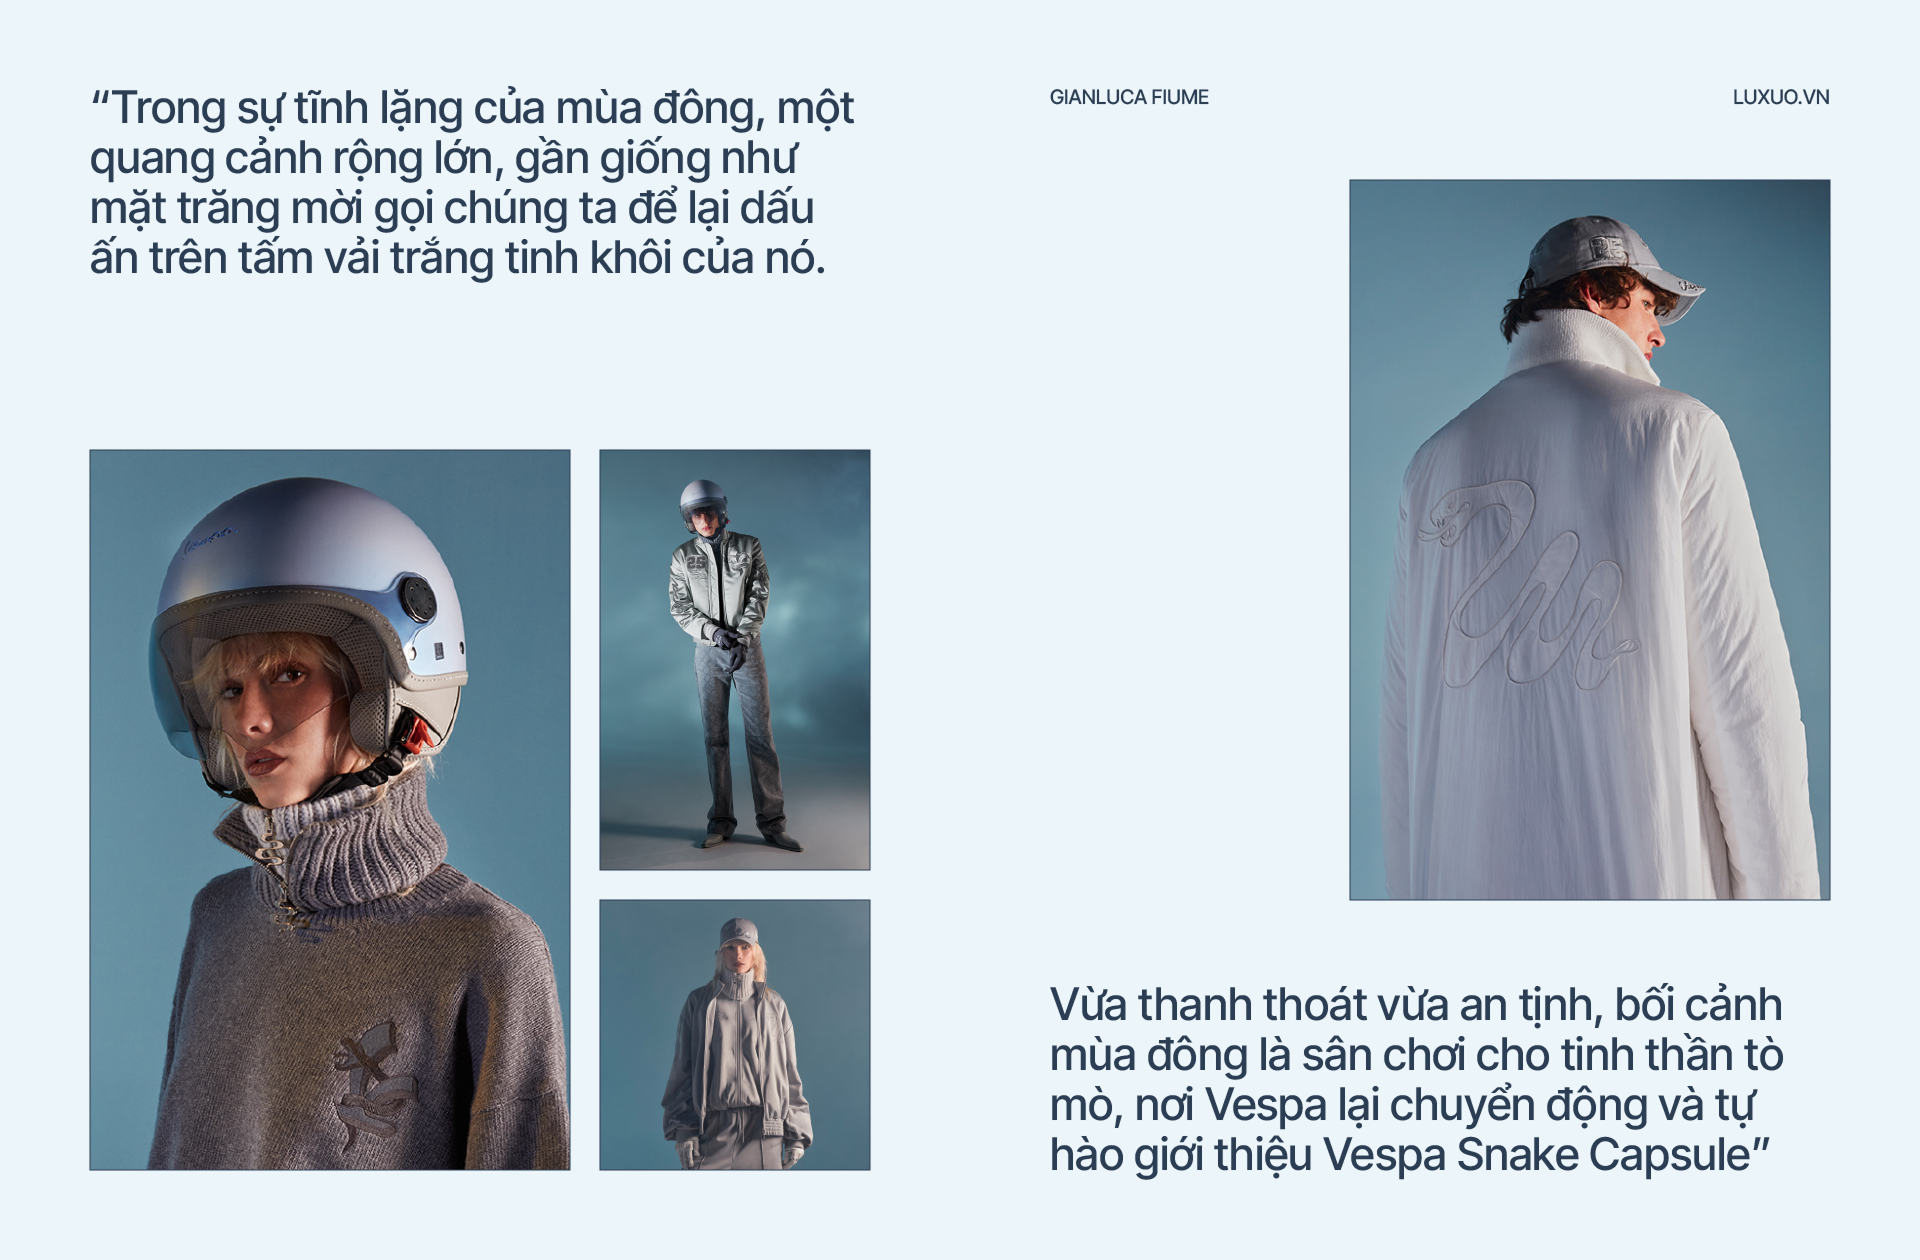 “Trong sự tĩnh lặng của mùa đông, một
quang cảnh rộng lớn, gần giống như
mặt trăng mời gọi chúng ta để lại dấu
ấn trên tấm vải trắng tinh khôi của nó.
GIANLUCA FIUME
LUXUO.VN
25
Vừa thanh thoát vừa an tịnh, bối cảnh
mùa đông là sân chơi cho tinh thần tò
mò, nơi Vespa lại chuyển động và tự
hào giới thiệu Vespa Snake Capsule”